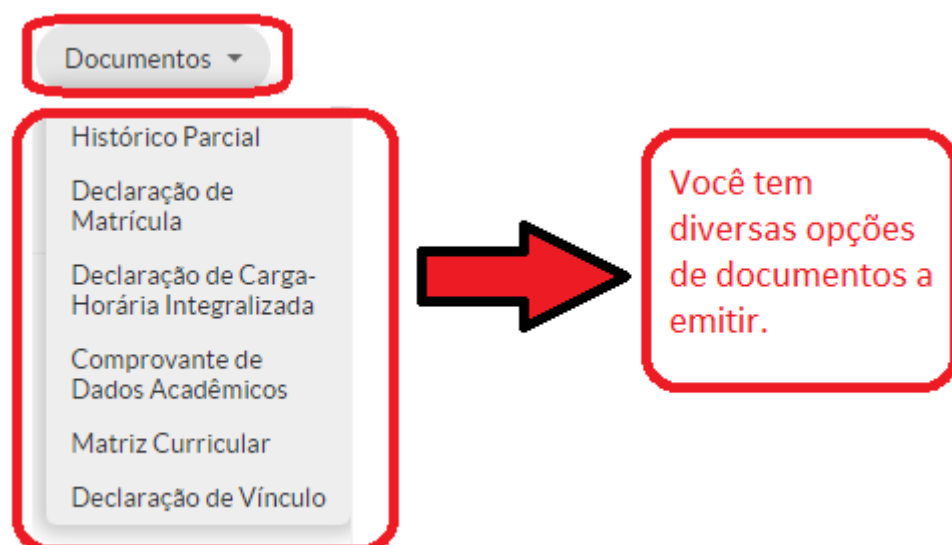 Documentos
Histórico Parcial
Declaração de
Matrícula
Declaração de Carga-
Horária Integralizada
Comprovante de
Dados Acadêmicos
Matriz Curricular
Declaração de Vínculo
Você tem
diversas opções
de documentos a
emitir.